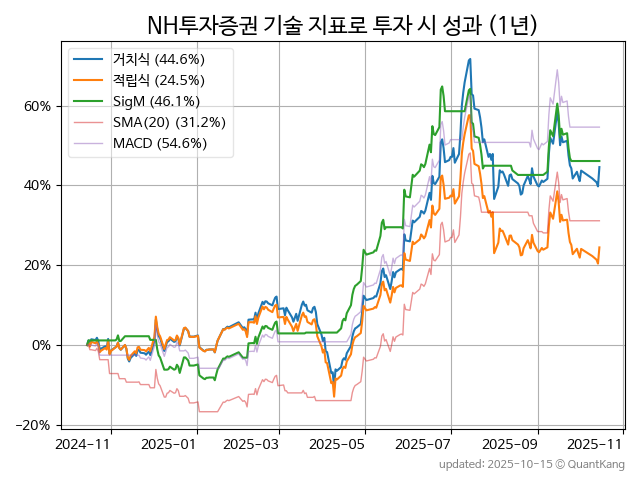 NH투자증권 기술 지표로 투자 시 성과 (1년)
거치식 (44.6%)
적립식 (24.5%)
SigM (46.1%)
SMA(20) (31.2%)
MACD (54.6%)
60%
40%
20%
0%
−20%
2024−11
2025−01
2025−03
2025−05
2025−07
2025−09
2025−11
updated: 2025-10-15 © QuantKang